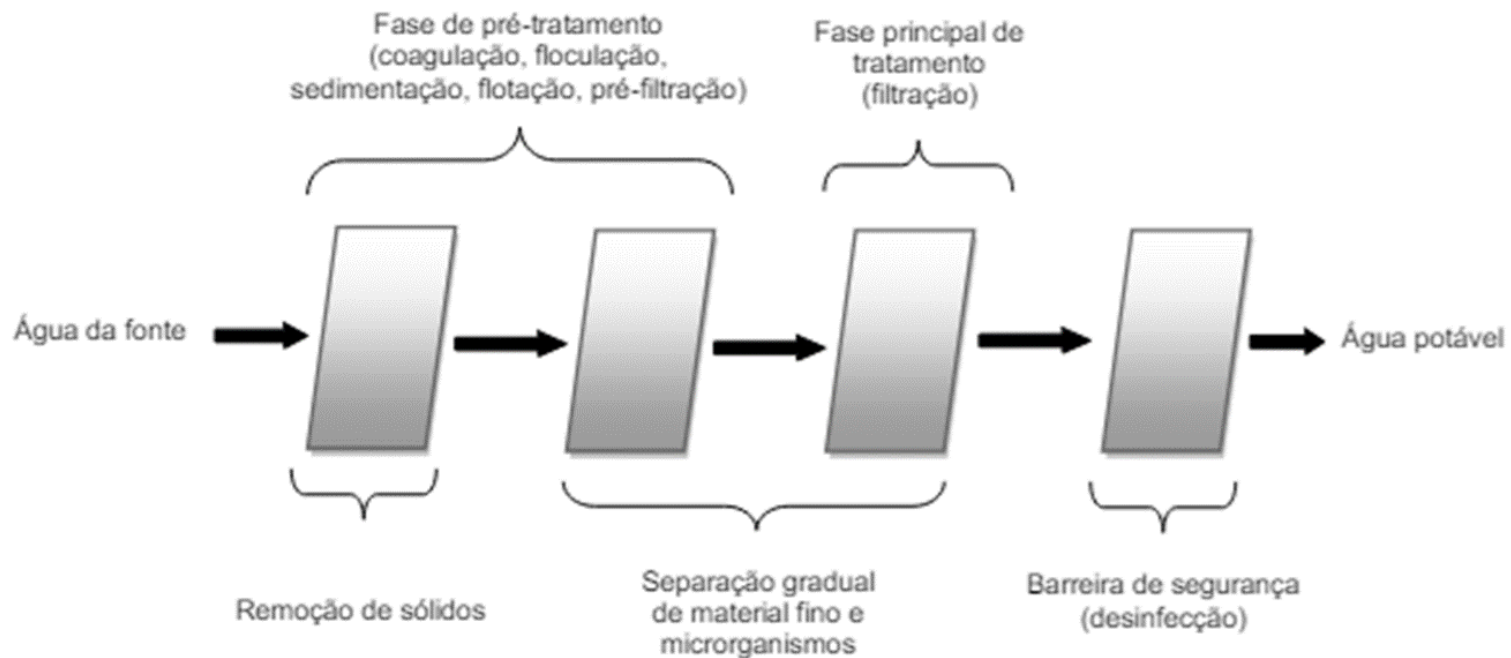 Fase de pré-tratamento
(coagulação, floculação,
sedimentação, flotação, pré-filtração)
Fase principal de
tratamento
(filtração)
Água da fonte
Água potável
Remoção de sólidos
Separação gradual
de material fino e
microrganismos
Barreira de segurança
(desinfecção)